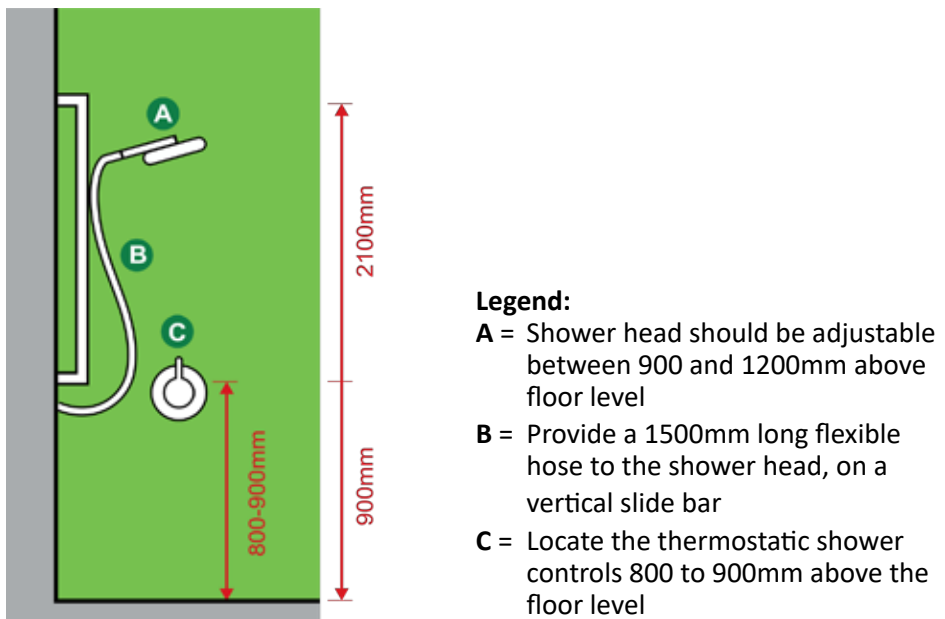 A
B
C
2100mm
900mm
800-900mm
Legend:
A = Shower head should be adjustable
between 900 and 1200mm above
floor level
B = Provide a 1500mm long flexible
hose to the shower head, on a
vertical slide bar
C = Locate the thermostatic shower
controls 800 to 900mm above the
floor level